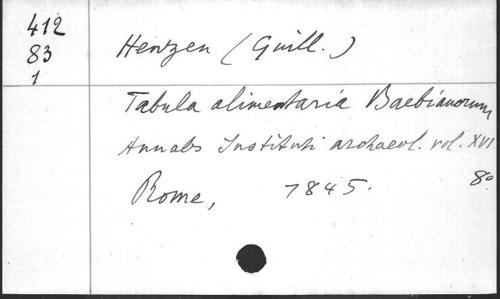 412
83
1
Henzen (Guill.)
Tabula alimentaria Baebianorum,
Annales Instituti archaeol. vol. XVI
Rome, 1845. 8°